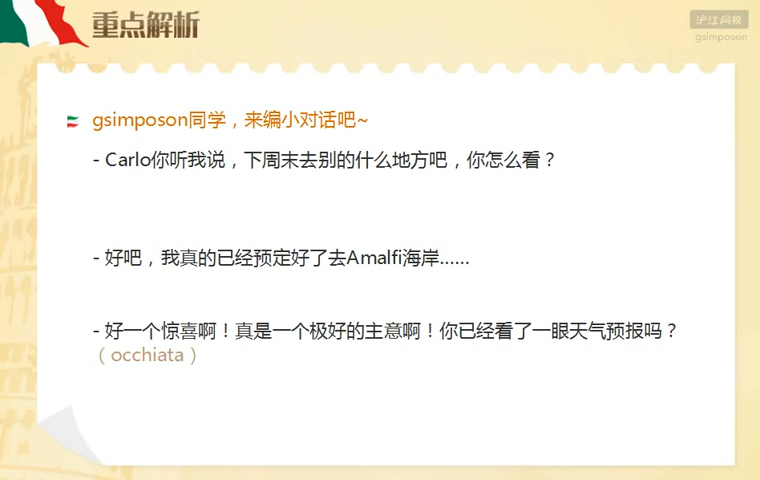 重点解析
沪江网校
gsimposon
gsimposon同学，来编小对话吧~
- Carlo你听我说，下周末去别的什么地方吧，你怎么看？
- 好吧，我真的已经预定好了去Amalfi海岸……
- 好一个惊喜啊！真是一个极好的主意啊！你已经看了一眼天气预报吗？
（occhiata）